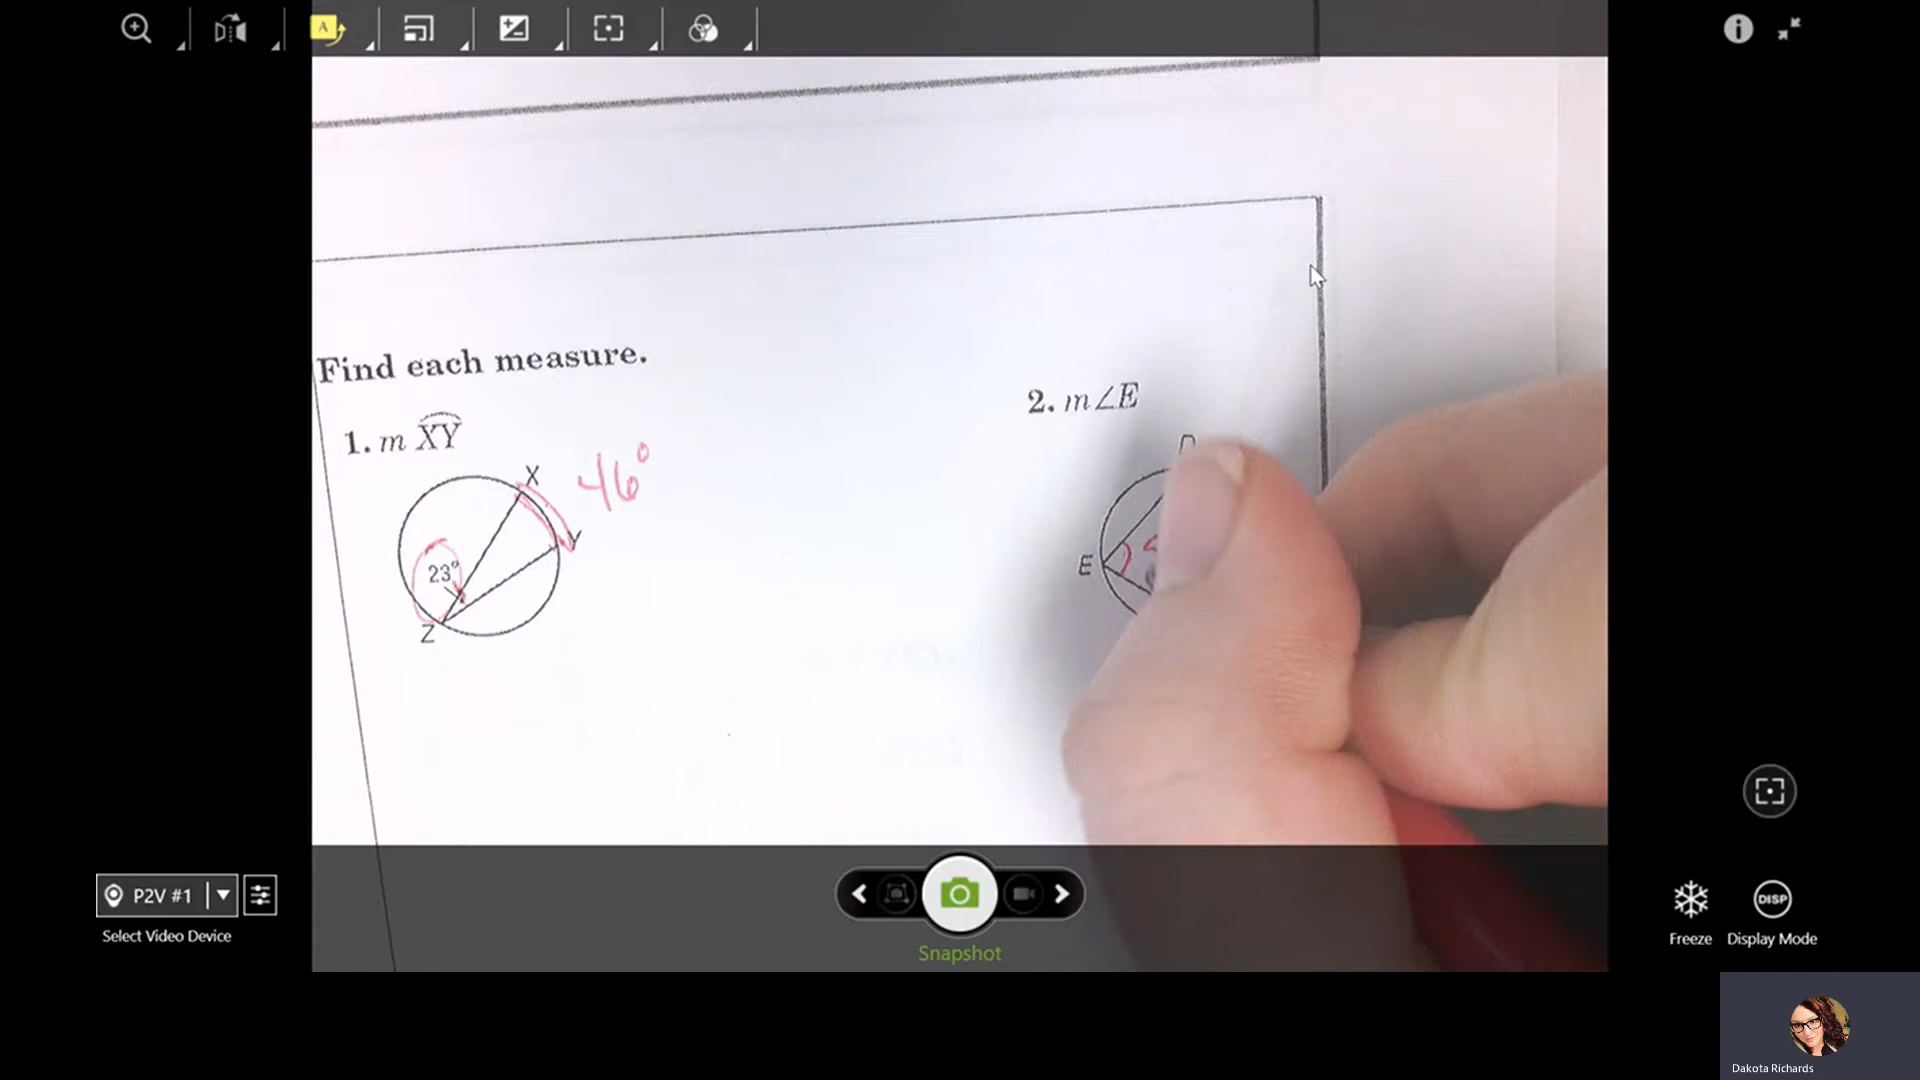 A
Find each measure.
1. m XY
2. m∠E
X
46°
Y
23°
Z
D
E
P2V #1
Select Video Device
Snapshot
Freeze
DISP
Display Mode
Dakota Richards